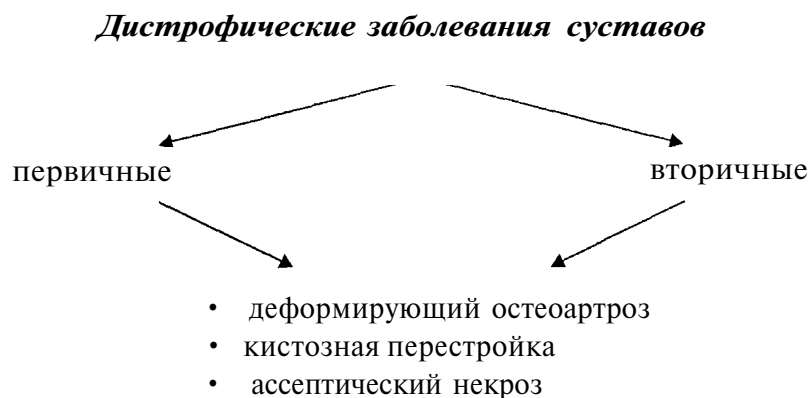 Дистрофические заболевания суставов
первичные
вторичные
• деформирующий остеоартроз
• кистозная перестройка
• ассептический некроз